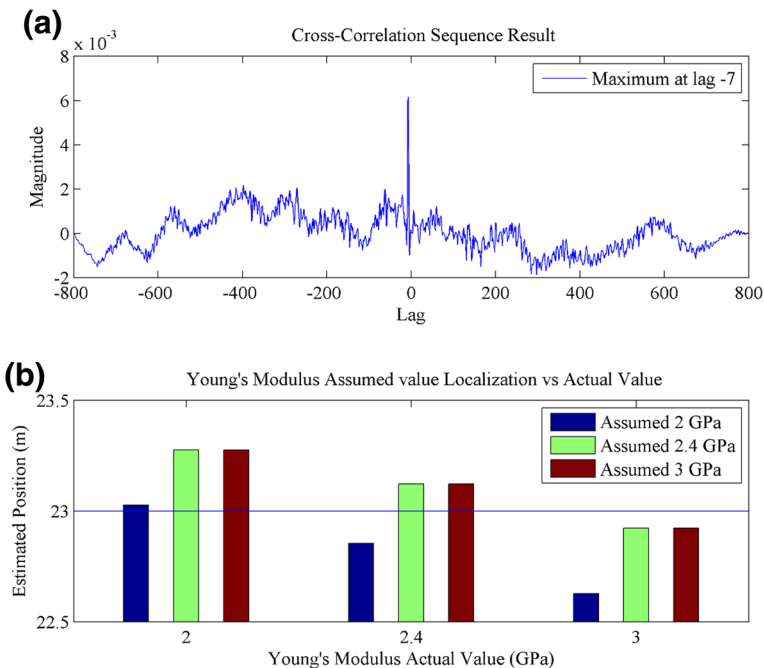 (a)
x 10⁻³
Cross-Correlation Sequence Result
8
6
4
2
0
-2
Magnitude
Maximum at lag -7
-800 -600 -400 -200 0 200 400 600 800
Lag
(b)
Young's Modulus Assumed value Localization vs Actual Value
23.5
23
22.5
Estimated Position (m)
Assumed 2 GPa
Assumed 2.4 GPa
Assumed 3 GPa
2 2.4 3
Young's Modulus Actual Value (GPa)